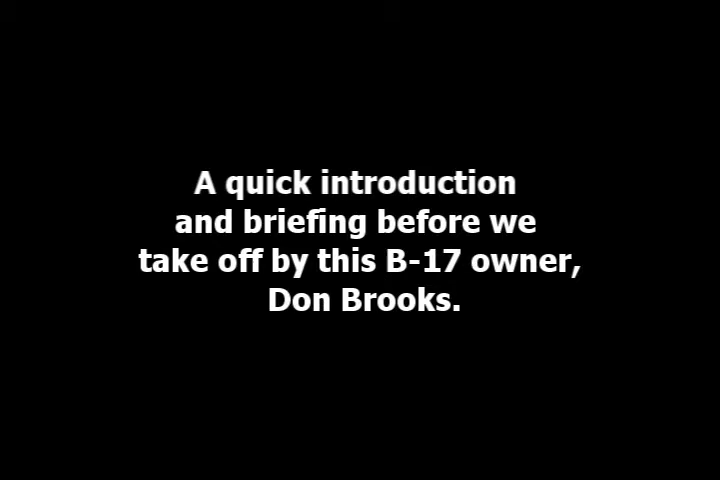 A quick introduction
and briefing before we
take off by this B-17 owner,
Don Brooks.